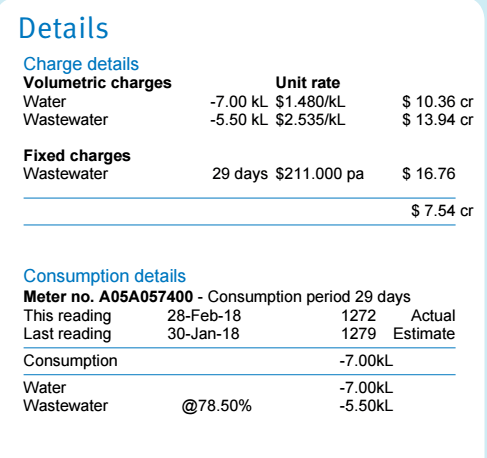 Details
Charge details
Volumetric charges Unit rate
Water -7.00 kL $1.480/kL $ 10.36 cr
Wastewater -5.50 kL $2.535/kL $ 13.94 cr
Fixed charges
Wastewater 29 days $211.000 pa $ 16.76
$ 7.54 cr
Consumption details
Meter no. A05A057400 - Consumption period 29 days
This reading 28-Feb-18 1272 Actual
Last reading 30-Jan-18 1279 Estimate
Consumption -7.00kL
Water -7.00kL
Wastewater @78.50% -5.50kL